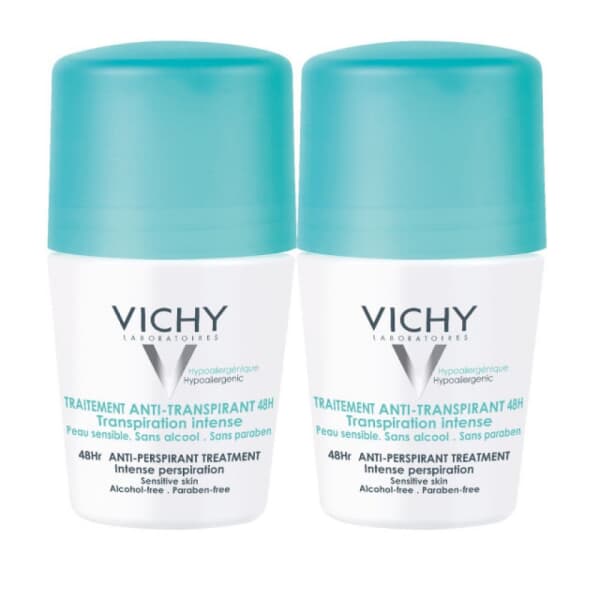 VICHY
LABORATOIRES
Hypoallergénique
Hypoallergenic
TRAITEMENT ANTI-TRANSPIRANT 48H
Transpiration intense
Peau sensible. Sans alcool . Sans paraben
48Hr ANTI-PERSPIRANT TREATMENT
Intense perspiration
Sensitive skin
Alcohol-free . Paraben-free
VICHY
LABORATOIRES
Hypoallergénique
Hypoallergenic
TRAITEMENT ANTI-TRANSPIRANT 48H
Transpiration intense
Peau sensible. Sans alcool . Sans paraben
48Hr ANTI-PERSPIRANT TREATMENT
Intense perspiration
Sensitive skin
Alcohol-free . Paraben-free